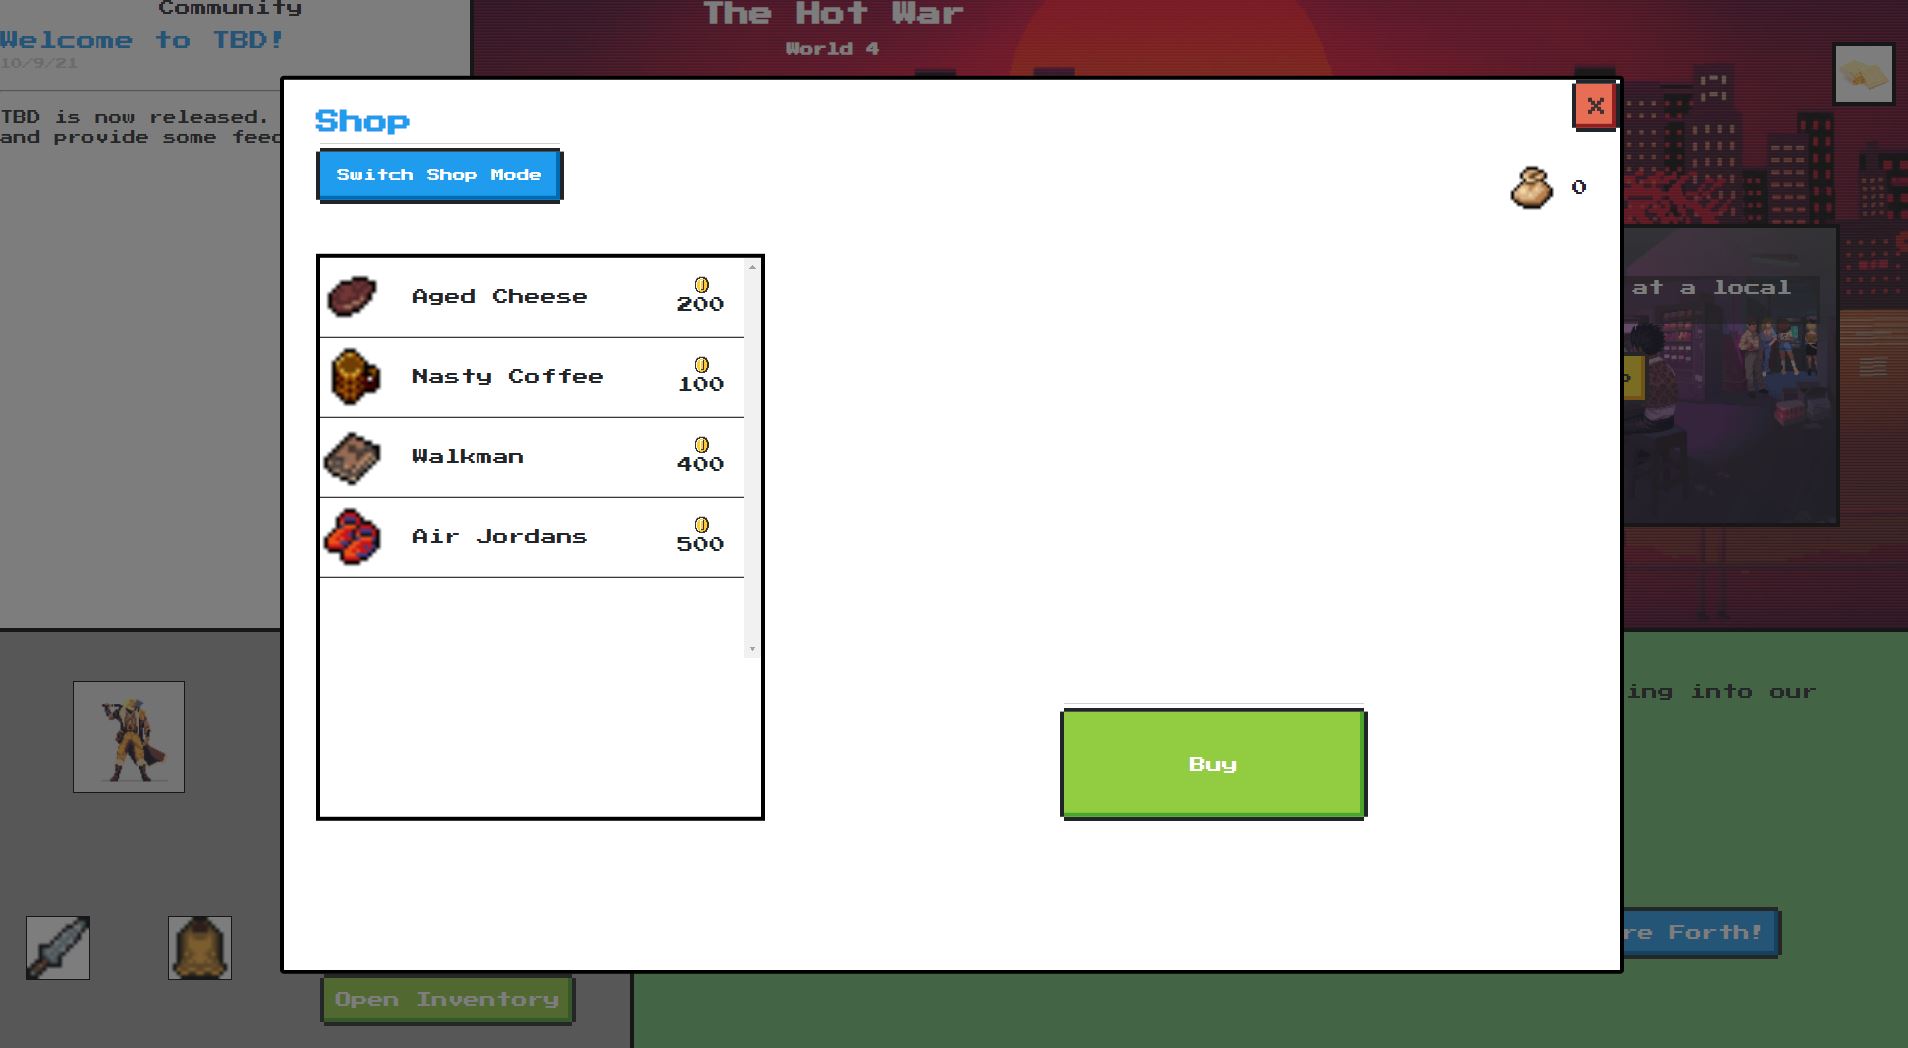 Community
Welcome to TBD!
10/9/21
TBD is now released.
and provide some feed
The Hot War
World 4
Shop
X
Switch Shop Mode
0
Aged Cheese
200
Nasty Coffee
100
Walkman
400
Air Jordans
500
Buy
at a local
ing into our
re Forth!
Open Inventory